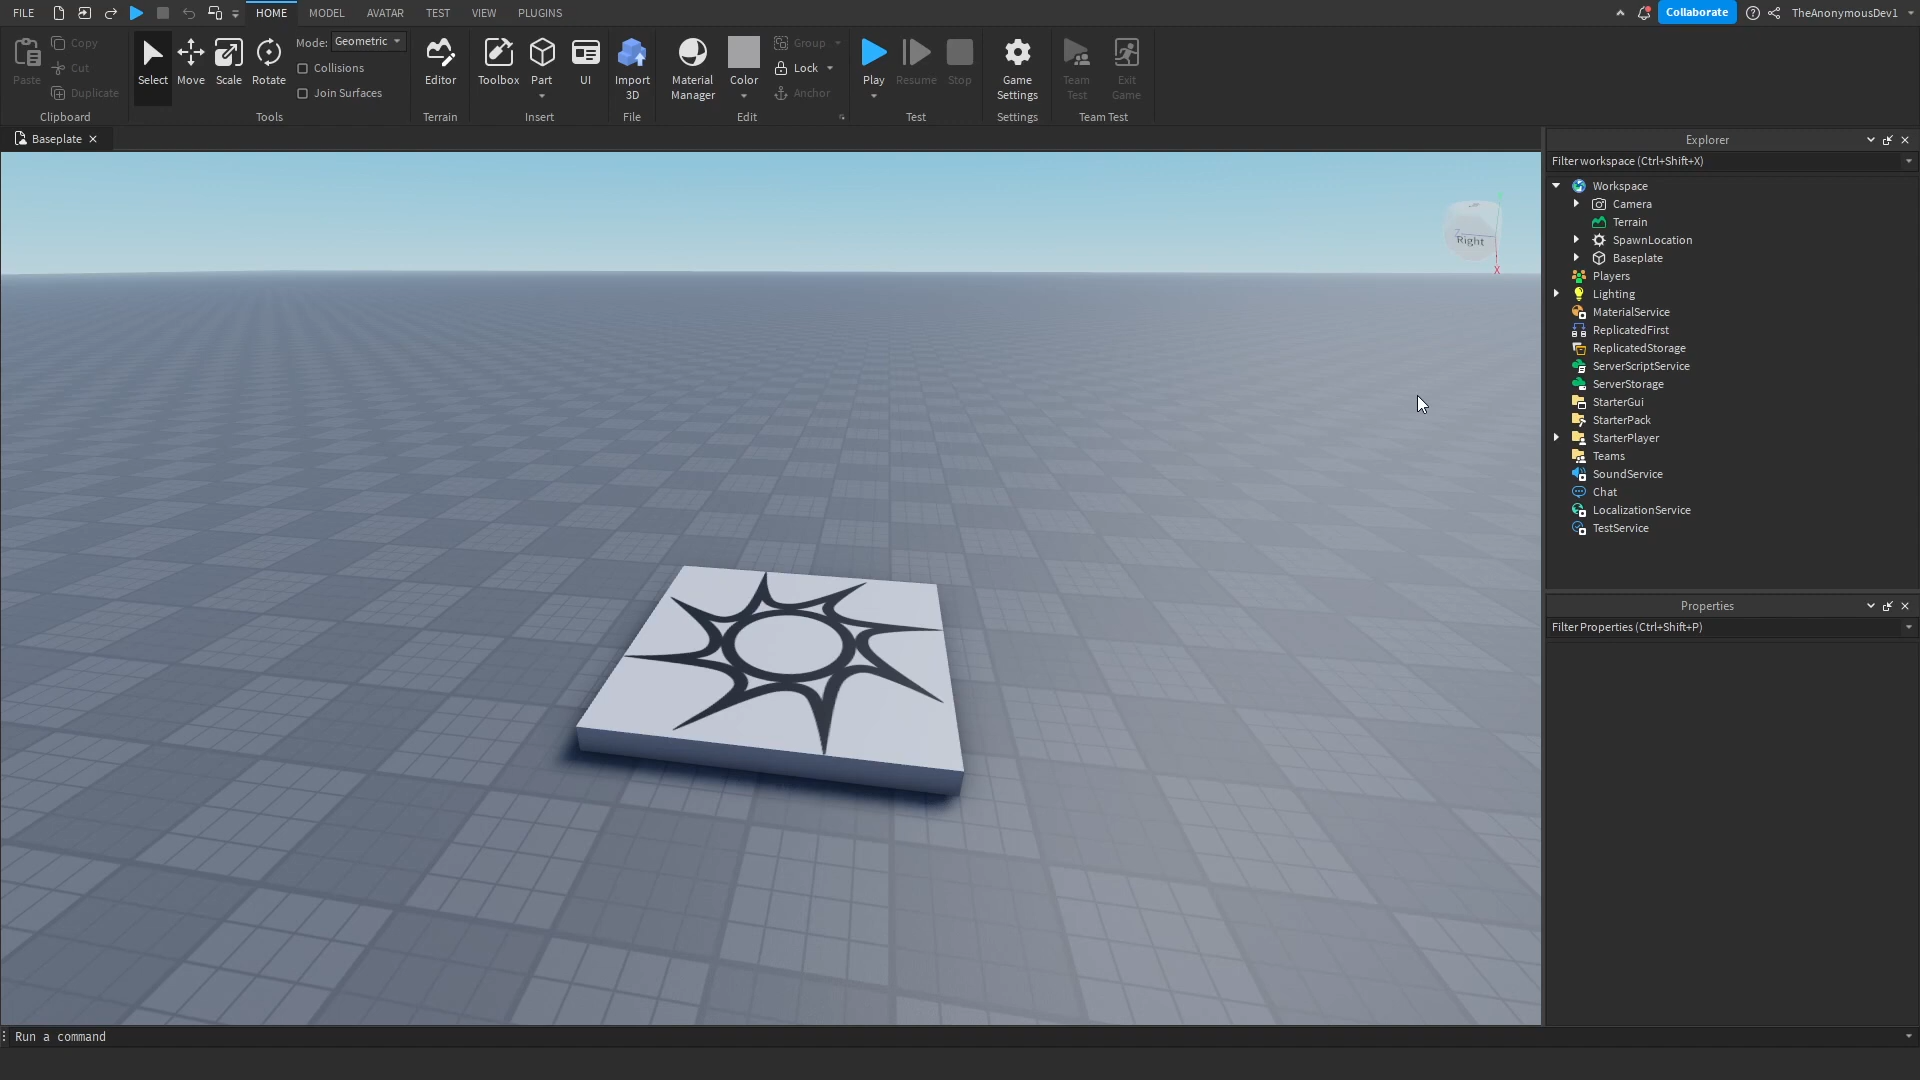 FILE HOME MODEL AVATAR TEST VIEW PLUGINS Collaborate TheAnonymousDev1
Paste Copy Cut Duplicate
Clipboard
Select Move Scale Rotate Mode: Geometric
Collisions
Join Surfaces
Tools
Editor
Terrain
Toolbox Part UI
Insert
Import 3D
File
Material Manager Color Group
Lock
Anchor
Edit
Play Resume Stop
Test
Game Settings
Settings
Team Test Exit Game
Team Test
Baseplate
Right
Z
X
Explorer
Filter workspace (Ctrl+Shift+X)
Workspace
Camera
Terrain
SpawnLocation
Baseplate
Players
Lighting
MaterialService
ReplicatedFirst
ReplicatedStorage
ServerScriptService
ServerStorage
StarterGui
StarterPack
StarterPlayer
Teams
SoundService
Chat
LocalizationService
TestService
Properties
Filter Properties (Ctrl+Shift+P)
Run a command